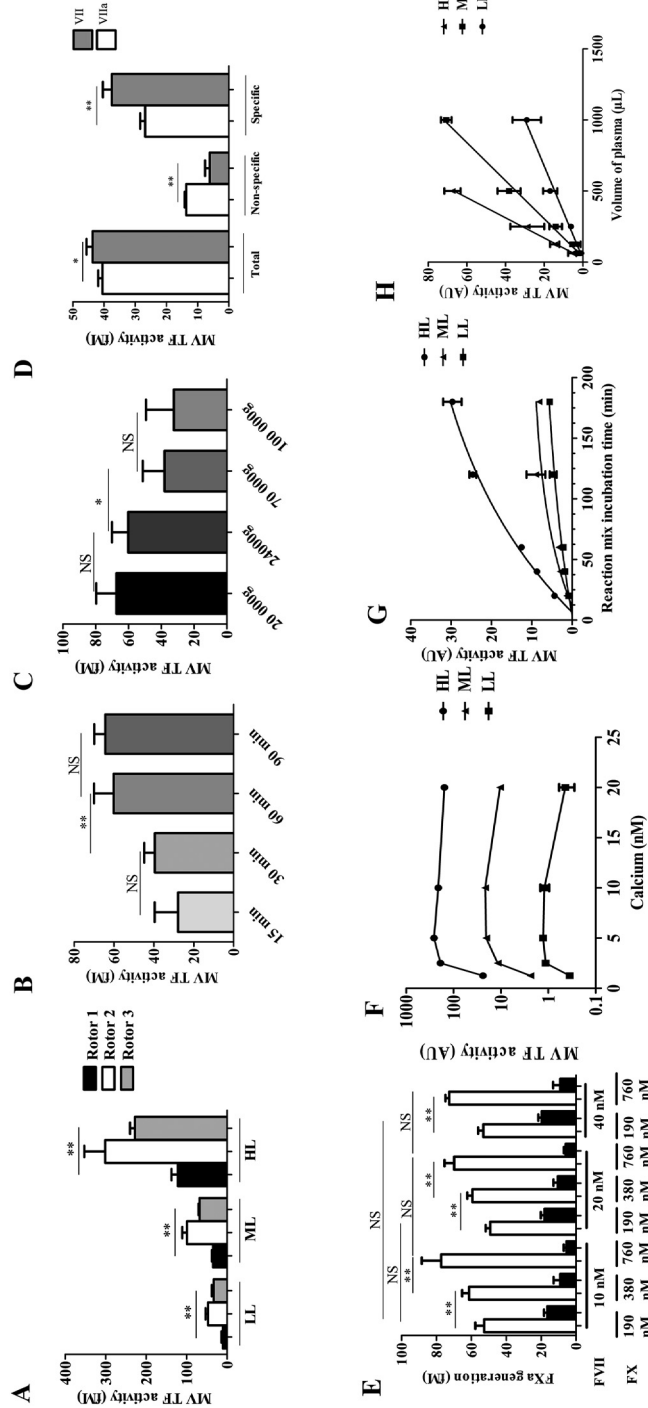 A
MV TF activity (fM)
400
300
200
100
0
LL
ML
HL
**
**
**
Rotor 1
Rotor 2
Rotor 3
B
MV TF activity (fM)
80
60
40
20
0
15 min
30 min
60 min
90 min
NS
**
NS
C
MV TF activity (fM)
100
80
60
40
20
0
20 000g
24000g
70 000g
100 000g
NS
*
NS
D
MV TF activity (fM)
50
40
30
20
10
0
Total
Non-specific
Specific
*
**
**
VII
VIIa
E
FXa generation (fM)
100
80
60
40
20
0
**
**
**
**
**
NS
NS
NS
NS
FVII
10 nM
20 nM
40 nM
FX
190 nM
380 nM
760 nM
190 nM
380 nM
760 nM
190 nM
760 nM
F
MV TF activity (AU)
1000
100
10
1
0.1
0
5
10
15
20
25
Calcium (nM)
HL
ML
LL
G
MV TF activity (AU)
40
30
20
10
0
0
50
100
150
200
Reaction mix incubation time (min)
HL
ML
LL
H
MV TF activity (AU)
80
60
40
20
0
0
500
1000
1500
Volume of plasma (µL)